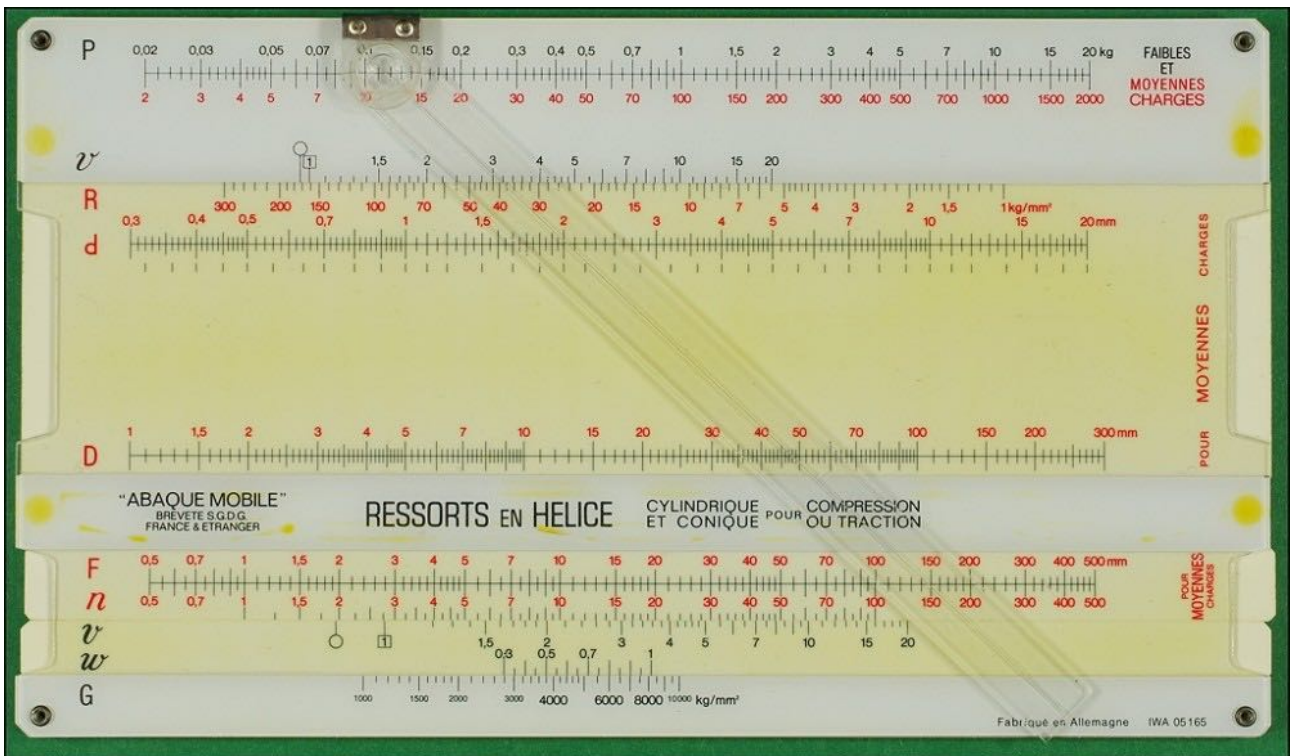 P 0,02 0,03 0,05 0,07 0,1 0,15 0,2 0,3 0,4 0,5 0,7 1 1,5 2 3 4 5 7 10 15 20 kg
2 3 4 5 7 10 15 20 30 40 50 70 100 150 200 300 400 500 700 1000 1500 2000
FAIBLES
ET
MOYENNES
CHARGES
v 1 1,5 2 3 4 5 7 10 15 20
R 300 200 150 100 70 50 40 30 20 15 10 7 5 4 3 2 1,5 1 kg/mm²
d 0,3 0,4 0,5 0,7 1 1,5 2 3 4 5 7 10 15 20 mm
POUR MOYENNES CHARGES
D 1 1,5 2 3 4 5 7 10 15 20 30 40 50 70 100 150 200 300 mm
"ABAQUE MOBILE"
BREVETE S.G.D.G.
FRANCE & ETRANGER
RESSORTS EN HELICE
CYLINDRIQUE
ET CONIQUE
POUR
COMPRESSION
OU TRACTION
F 0,5 0,7 1 1,5 2 3 4 5 7 10 15 20 30 40 50 70 100 150 200 300 400 500 mm
n 0,5 0,7 1 1,5 2 3 4 5 7 10 15 20 30 40 50 70 100 150 200 300 400 500
POUR
MOYENNES
CHARGES
v 1 1,5 2 3 4 5 7 10 15 20
w 0,3 0,5 0,7 1
G 1000 1500 2000 3000 4000 6000 8000 10000 kg/mm²
Fabriqué en Allemagne IWA 05165